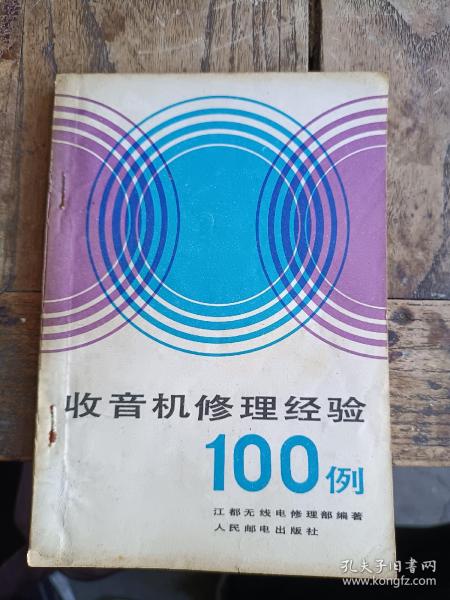 收音机修理经验
100例
江都无线电修理部编著
人民邮电出版社
孔夫子旧书网
www.kongfz.com